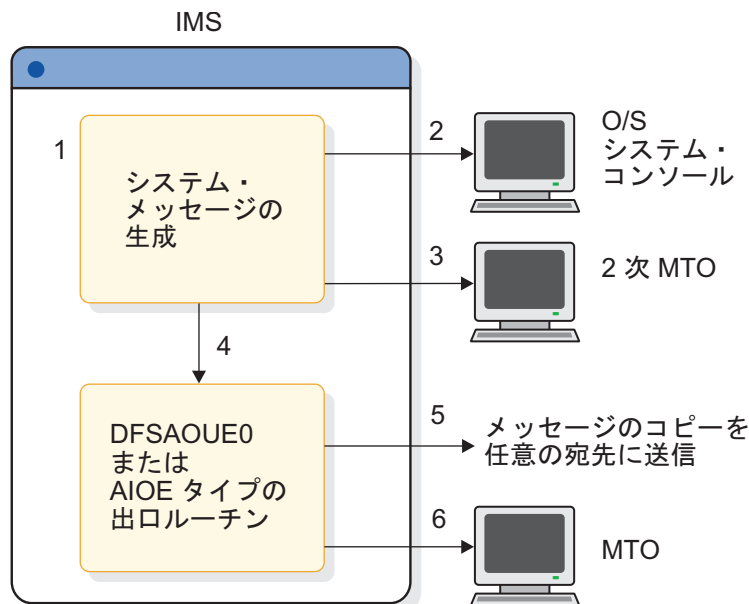 IMS
1
システム・
メッセージの
生成
2
O/S
システム・
コンソール
3
2 次 MTO
4
DFSAOUE0
または
AIOE タイプの
出口ルーチン
5
メッセージのコピーを
任意の宛先に送信
6
MTO